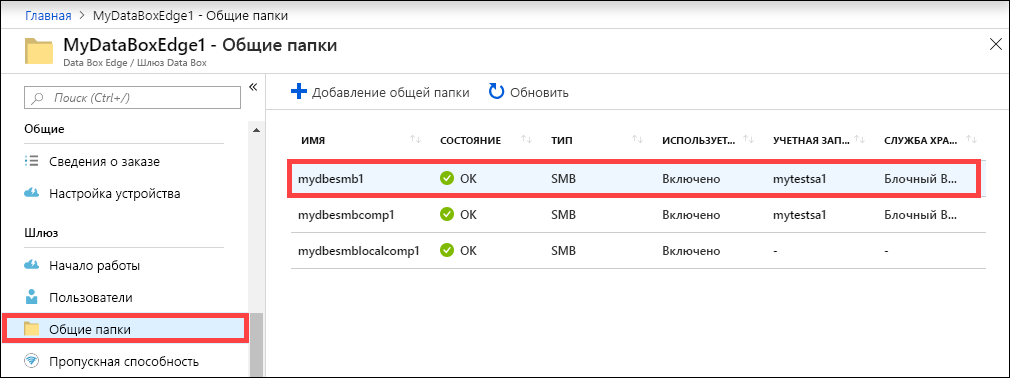 Главная > MyDataBoxEdge1 - Общие папки
MyDataBoxEdge1 - Общие папки
Data Box Edge / Шлюз Data Box
Поиск (Ctrl+/)
Общие
Сведения о заказе
Настройка устройства
Шлюз
Начало работы
Пользователи
Общие папки
Пропускная способность
Добавление общей папки Обновить
ИМЯ СОСТОЯНИЕ ТИП ИСПОЛЬЗУЕТ... УЧЕТНАЯ ЗАП... СЛУЖБА ХРА...
mydbesmb1 OK SMB Включено mytestsa1 Блочный B...
mydbesmbcomp1 OK SMB Включено mytestsa1 Блочный B...
mydbesmblocalcomp1 OK SMB Включено - -